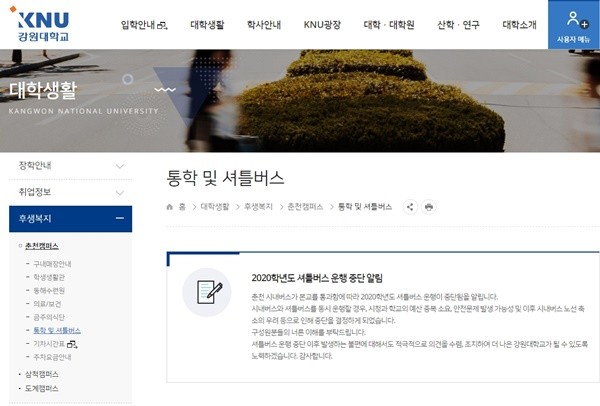 KNU
강원대학교
입학안내
대학생활
학사안내
KNU광장
대학 · 대학원
산학 · 연구
대학소개
사용자 메뉴
대학생활
KANGWON NATIONAL UNIVERSITY
장학안내
취업정보
후생복지
춘천캠퍼스
구내매장안내
학생생활관
동해수련원
의료/보건
금주의식단
통학 및 셔틀버스
기차시간표
주차요금안내
삼척캠퍼스
도계캠퍼스
통학 및 셔틀버스
홈 > 대학생활 > 후생복지 > 춘천캠퍼스 > 통학 및 셔틀버스
2020학년도 셔틀버스 운행 중단 알림
춘천 시내버스가 본교를 통과함에 따라 2020학년도 셔틀버스 운행이 중단됨을 알립니다.
시내버스와 셔틀버스를 동시 운행할 경우, 시청과 학교의 예산 중복 소요, 안전문제 발생 가능성 및 이후 시내버스 노선 축
소의 우려 등으로 인해 중단을 결정하게 되었습니다.
구성원분들의 너른 이해를 부탁드립니다.
셔틀버스 운행 중단 이후 발생하는 불편에 대해서도 적극적으로 의견을 수렴, 조치하여 더 나은 강원대학교가 될 수 있도록
노력하겠습니다. 감사합니다.